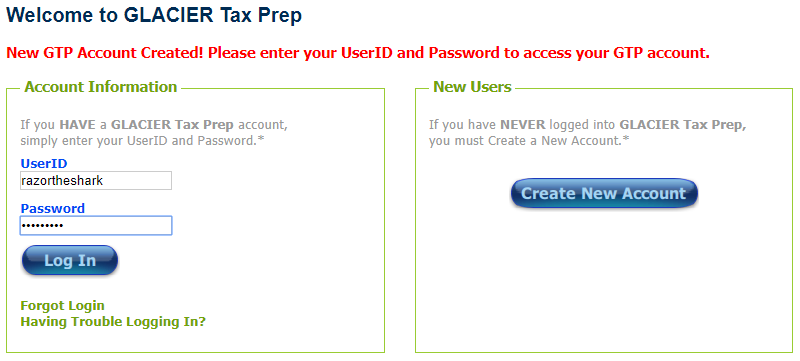 Welcome to GLACIER Tax Prep
New GTP Account Created! Please enter your UserID and Password to access your GTP account.
Account Information
If you HAVE a GLACIER Tax Prep account,
simply enter your UserID and Password.*
UserID
razortheshark
Password
•••••••••
Log In
Forgot Login
Having Trouble Logging In?
New Users
If you have NEVER logged into GLACIER Tax Prep,
you must Create a New Account.*
Create New Account